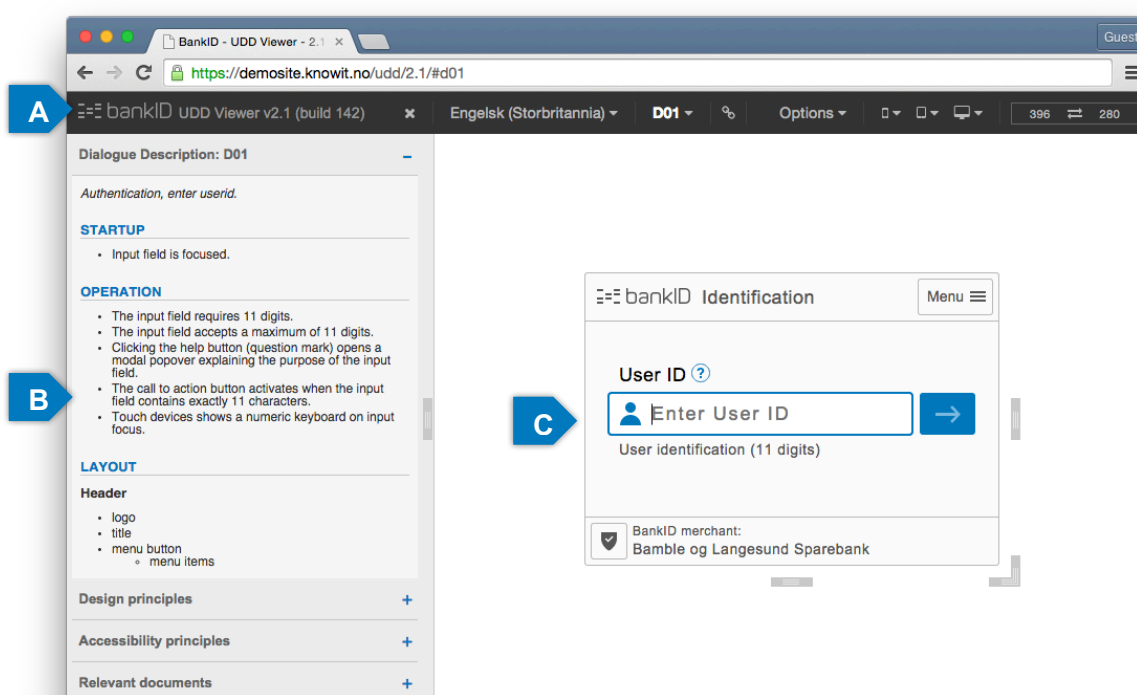 BankID - UDD Viewer - 2.1
Guest
https://demosite.knowit.no/udd/2.1/#d01
A
bankID UDD Viewer v2.1 (build 142)
Engelsk (Storbritannia)
D01
Options
396
280
Dialogue Description: D01
Authentication, enter userid.
STARTUP
• Input field is focused.
OPERATION
• The input field requires 11 digits.
• The input field accepts a maximum of 11 digits.
• Clicking the help button (question mark) opens a
modal popover explaining the purpose of the input
field.
• The call to action button activates when the input
field contains exactly 11 characters.
• Touch devices shows a numeric keyboard on input
focus.
B
LAYOUT
Header
• logo
• title
• menu button
◦ menu items
Design principles
Accessibility principles
Relevant documents
bankID Identification
Menu
User ID ?
C
Enter User ID
User identification (11 digits)
BankID merchant:
Bamble og Langesund Sparebank